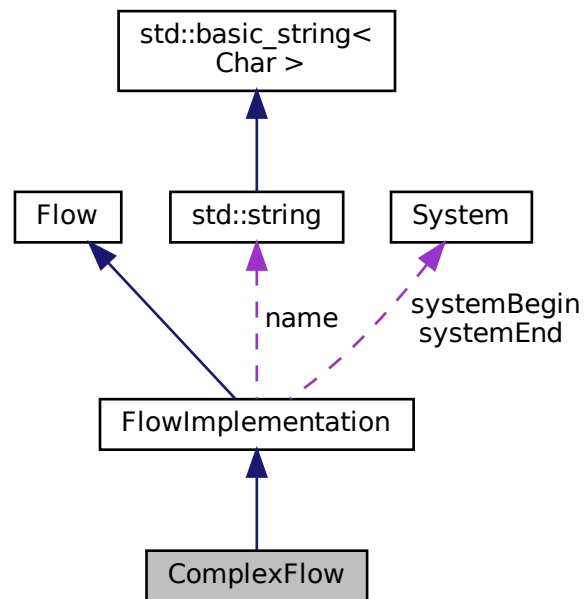 std::basic_string<
Char >
Flow
std::string
System
name
systemBegin
systemEnd
FlowImplementation
ComplexFlow